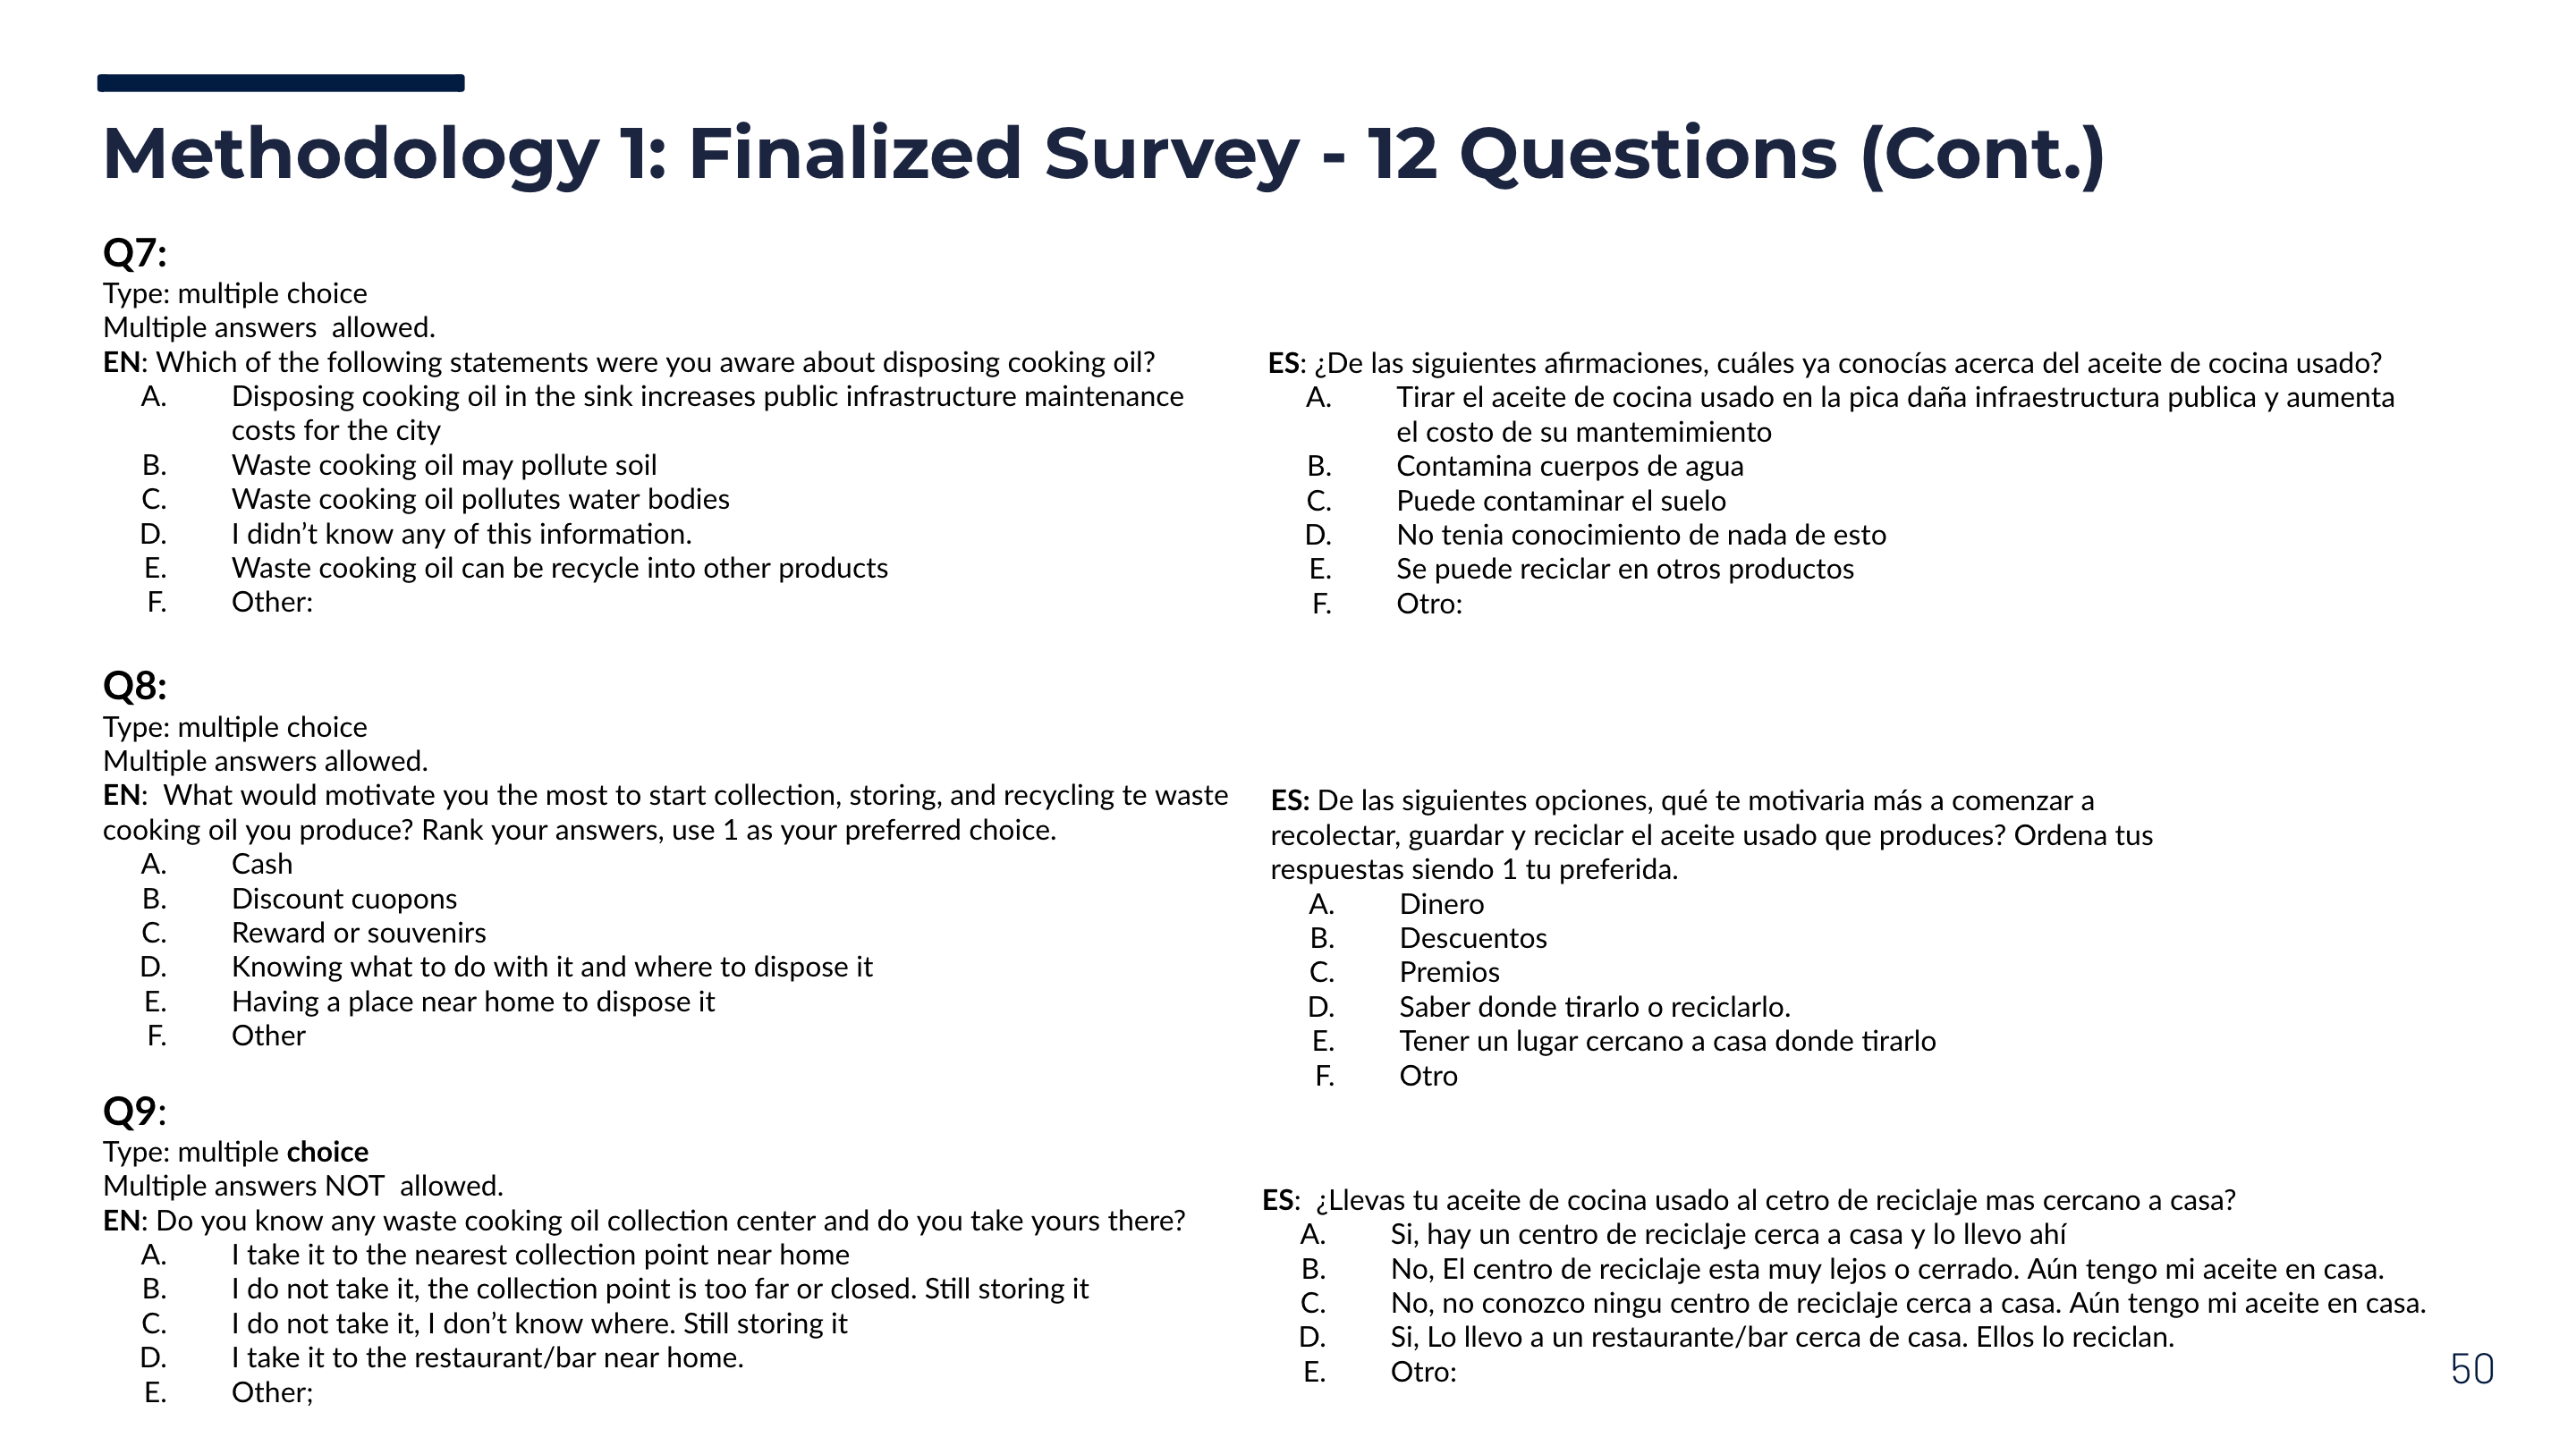 Methodology 1: Finalized Survey - 12 Questions (Cont.)
Q7:
Type: multiple choice
Multiple answers  allowed.
EN: Which of the following statements were you aware about disposing cooking oil?
A. Disposing cooking oil in the sink increases public infrastructure maintenance
costs for the city
B. Waste cooking oil may pollute soil
C. Waste cooking oil pollutes water bodies
D. I didn’t know any of this information.
E. Waste cooking oil can be recycle into other products
F. Other:
ES: ¿De las siguientes afirmaciones, cuáles ya conocías acerca del aceite de cocina usado?
A. Tirar el aceite de cocina usado en la pica daña infraestructura publica y aumenta
el costo de su mantemimiento
B. Contamina cuerpos de agua
C. Puede contaminar el suelo
D. No tenia conocimiento de nada de esto
E. Se puede reciclar en otros productos
F. Otro:
Q8:
Type: multiple choice
Multiple answers allowed.
EN:  What would motivate you the most to start collection, storing, and recycling te waste
cooking oil you produce? Rank your answers, use 1 as your preferred choice.
A. Cash
B. Discount cuopons
C. Reward or souvenirs
D. Knowing what to do with it and where to dispose it
E. Having a place near home to dispose it
F. Other
ES: De las siguientes opciones, qué te motivaria más a comenzar a
recolectar, guardar y reciclar el aceite usado que produces? Ordena tus
respuestas siendo 1 tu preferida.
A. Dinero
B. Descuentos
C. Premios
D. Saber donde tirarlo o reciclarlo.
E. Tener un lugar cercano a casa donde tirarlo
F. Otro
Q9:
Type: multiple choice
Multiple answers NOT  allowed.
EN: Do you know any waste cooking oil collection center and do you take yours there?
A. I take it to the nearest collection point near home
B. I do not take it, the collection point is too far or closed. Still storing it
C. I do not take it, I don’t know where. Still storing it
D. I take it to the restaurant/bar near home.
E. Other;
ES:  ¿Llevas tu aceite de cocina usado al cetro de reciclaje mas cercano a casa?
A. Si, hay un centro de reciclaje cerca a casa y lo llevo ahí
B. No, El centro de reciclaje esta muy lejos o cerrado. Aún tengo mi aceite en casa.
C. No, no conozco ningu centro de reciclaje cerca a casa. Aún tengo mi aceite en casa.
D. Si, Lo llevo a un restaurante/bar cerca de casa. Ellos lo reciclan.
E. Otro:
50